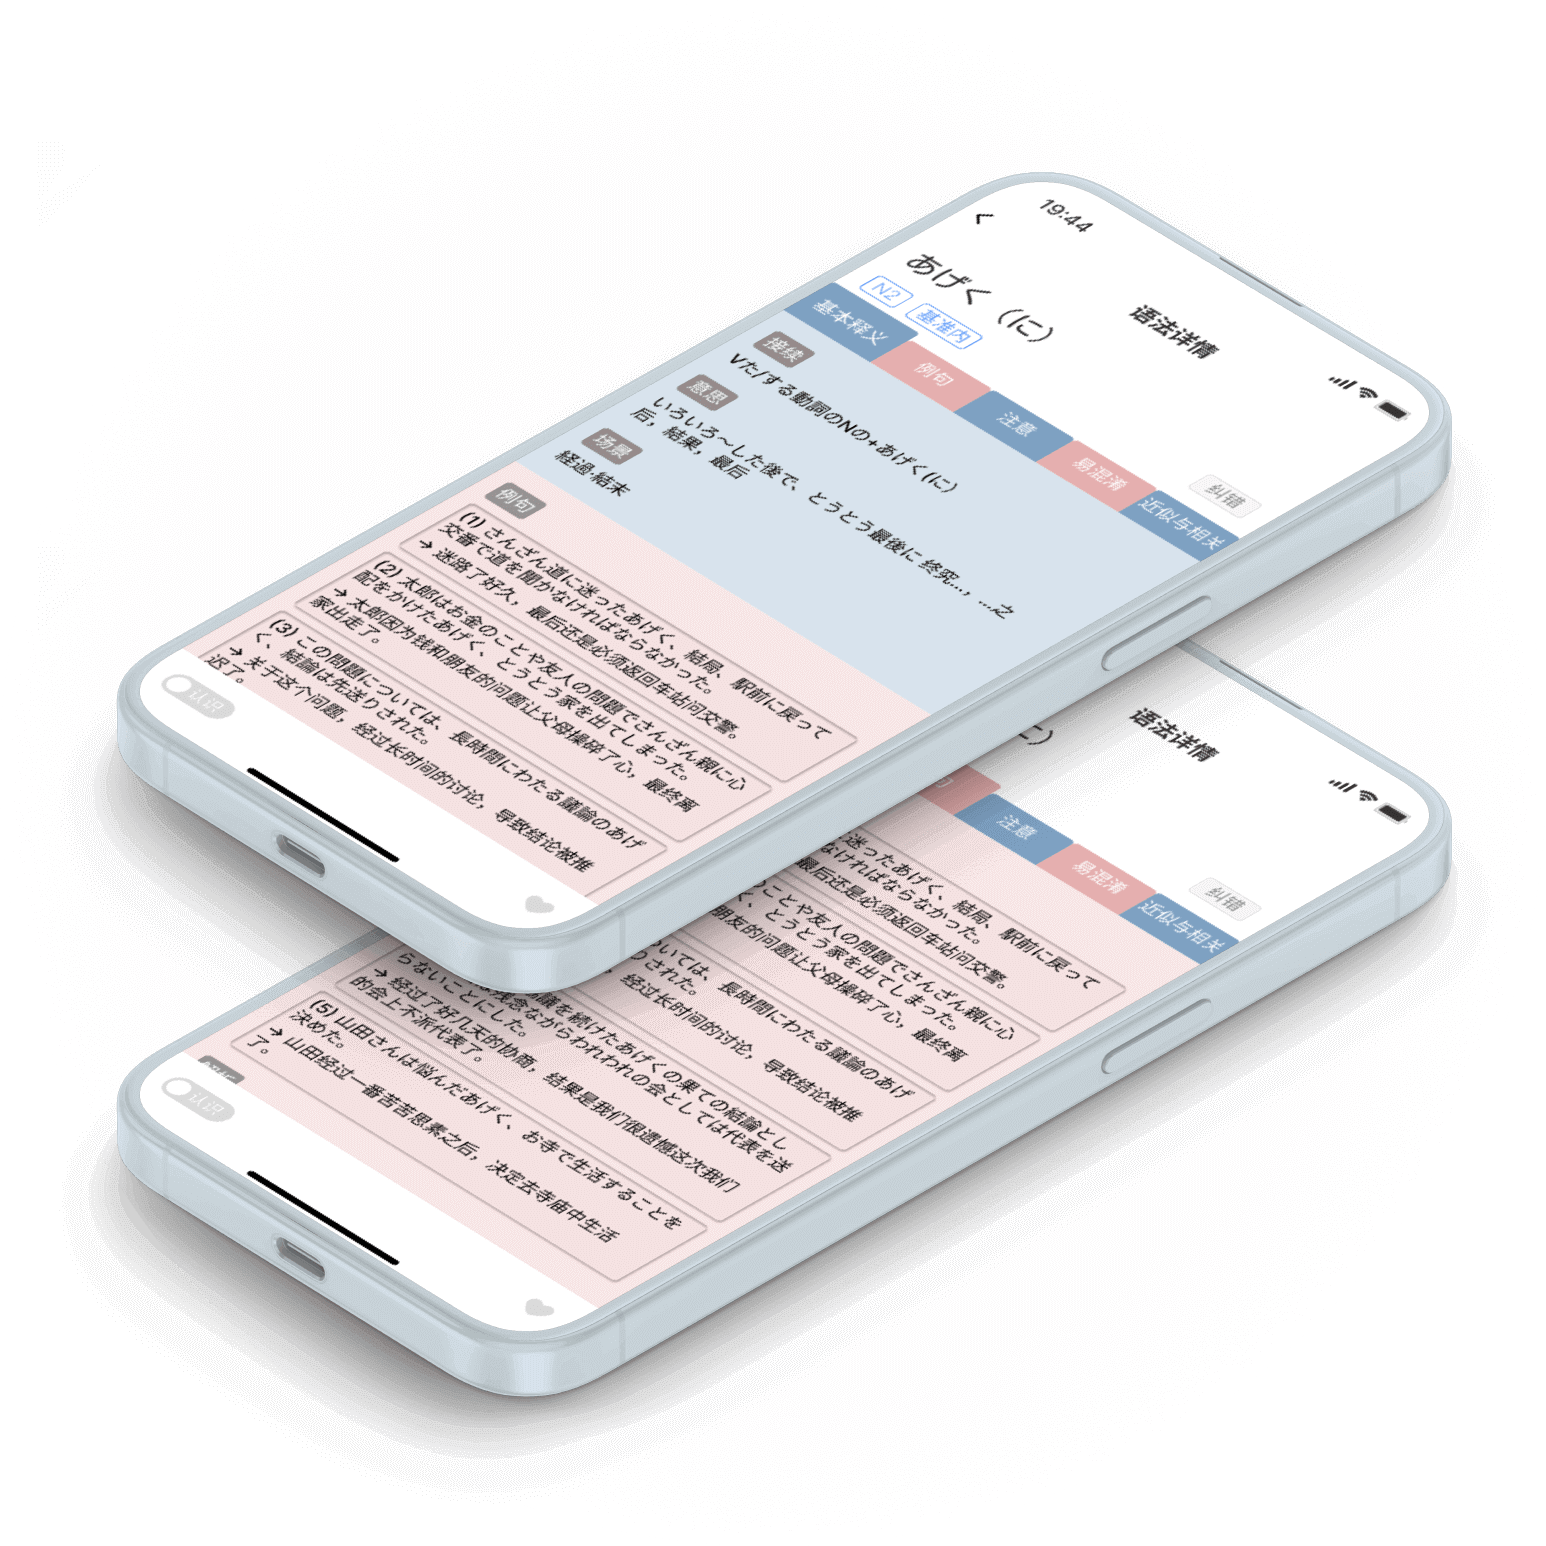 19:44
语法详情
あげく（に）
N2
基准内
纠错
基本释义
例句
注意
易混淆
近似与相关
接续
Vた/する動詞のNの+あげく(に)
意思
いろいろ～した後で、とうとう最後に 终究…，…之
后，結果，最后
场景
経過·結末
例句
(1) さんざん道に迷ったあげく、結局、駅前に戻って
交番で道を聞かなければならなかった。
→ 迷路了好久，最后还是必须返回车站问交警。
(2) 太郎はお金のことや友人の問題でさんざん親に心
配をかけたあげく、とうとう家を出てしまった。
→ 太郎因为钱和朋友的问题让父母操碎了心，最终离
家出走了。
(3) この問題については、長時間にわたる議論のあげ
く、結論は先送りされた。
→ 关于这个问题，经过长时间的讨论，导致结论被推
迟了。
认识
语法详情
に）
纠错
注意
易混淆
近似与相关
迷ったあげく、結局、駅前に戻って
なければならなかった。
最后还是必须返回车站问交警。
のことや友人の問題でさんざん親に心
く、とうとう家を出てしまった。
朋友的问题让父母操碎了心，最终离
ついては、長時間にわたる議論のあげ
りされた。
经过长时间的讨论，导致结论被推
議を続けたあげくの果ての結論とし
残念ながらわれわれの会としては代表を送
らないことにした。
→ 经过了好几天的协商，结果是我们很遗憾这次我们
的会上不派代表了。
(5) 山田さんは悩んだあげく、お寺で生活することを
決めた。
→ 山田经过一番苦苦思索之后，决定去寺庙中生活
了。
认识